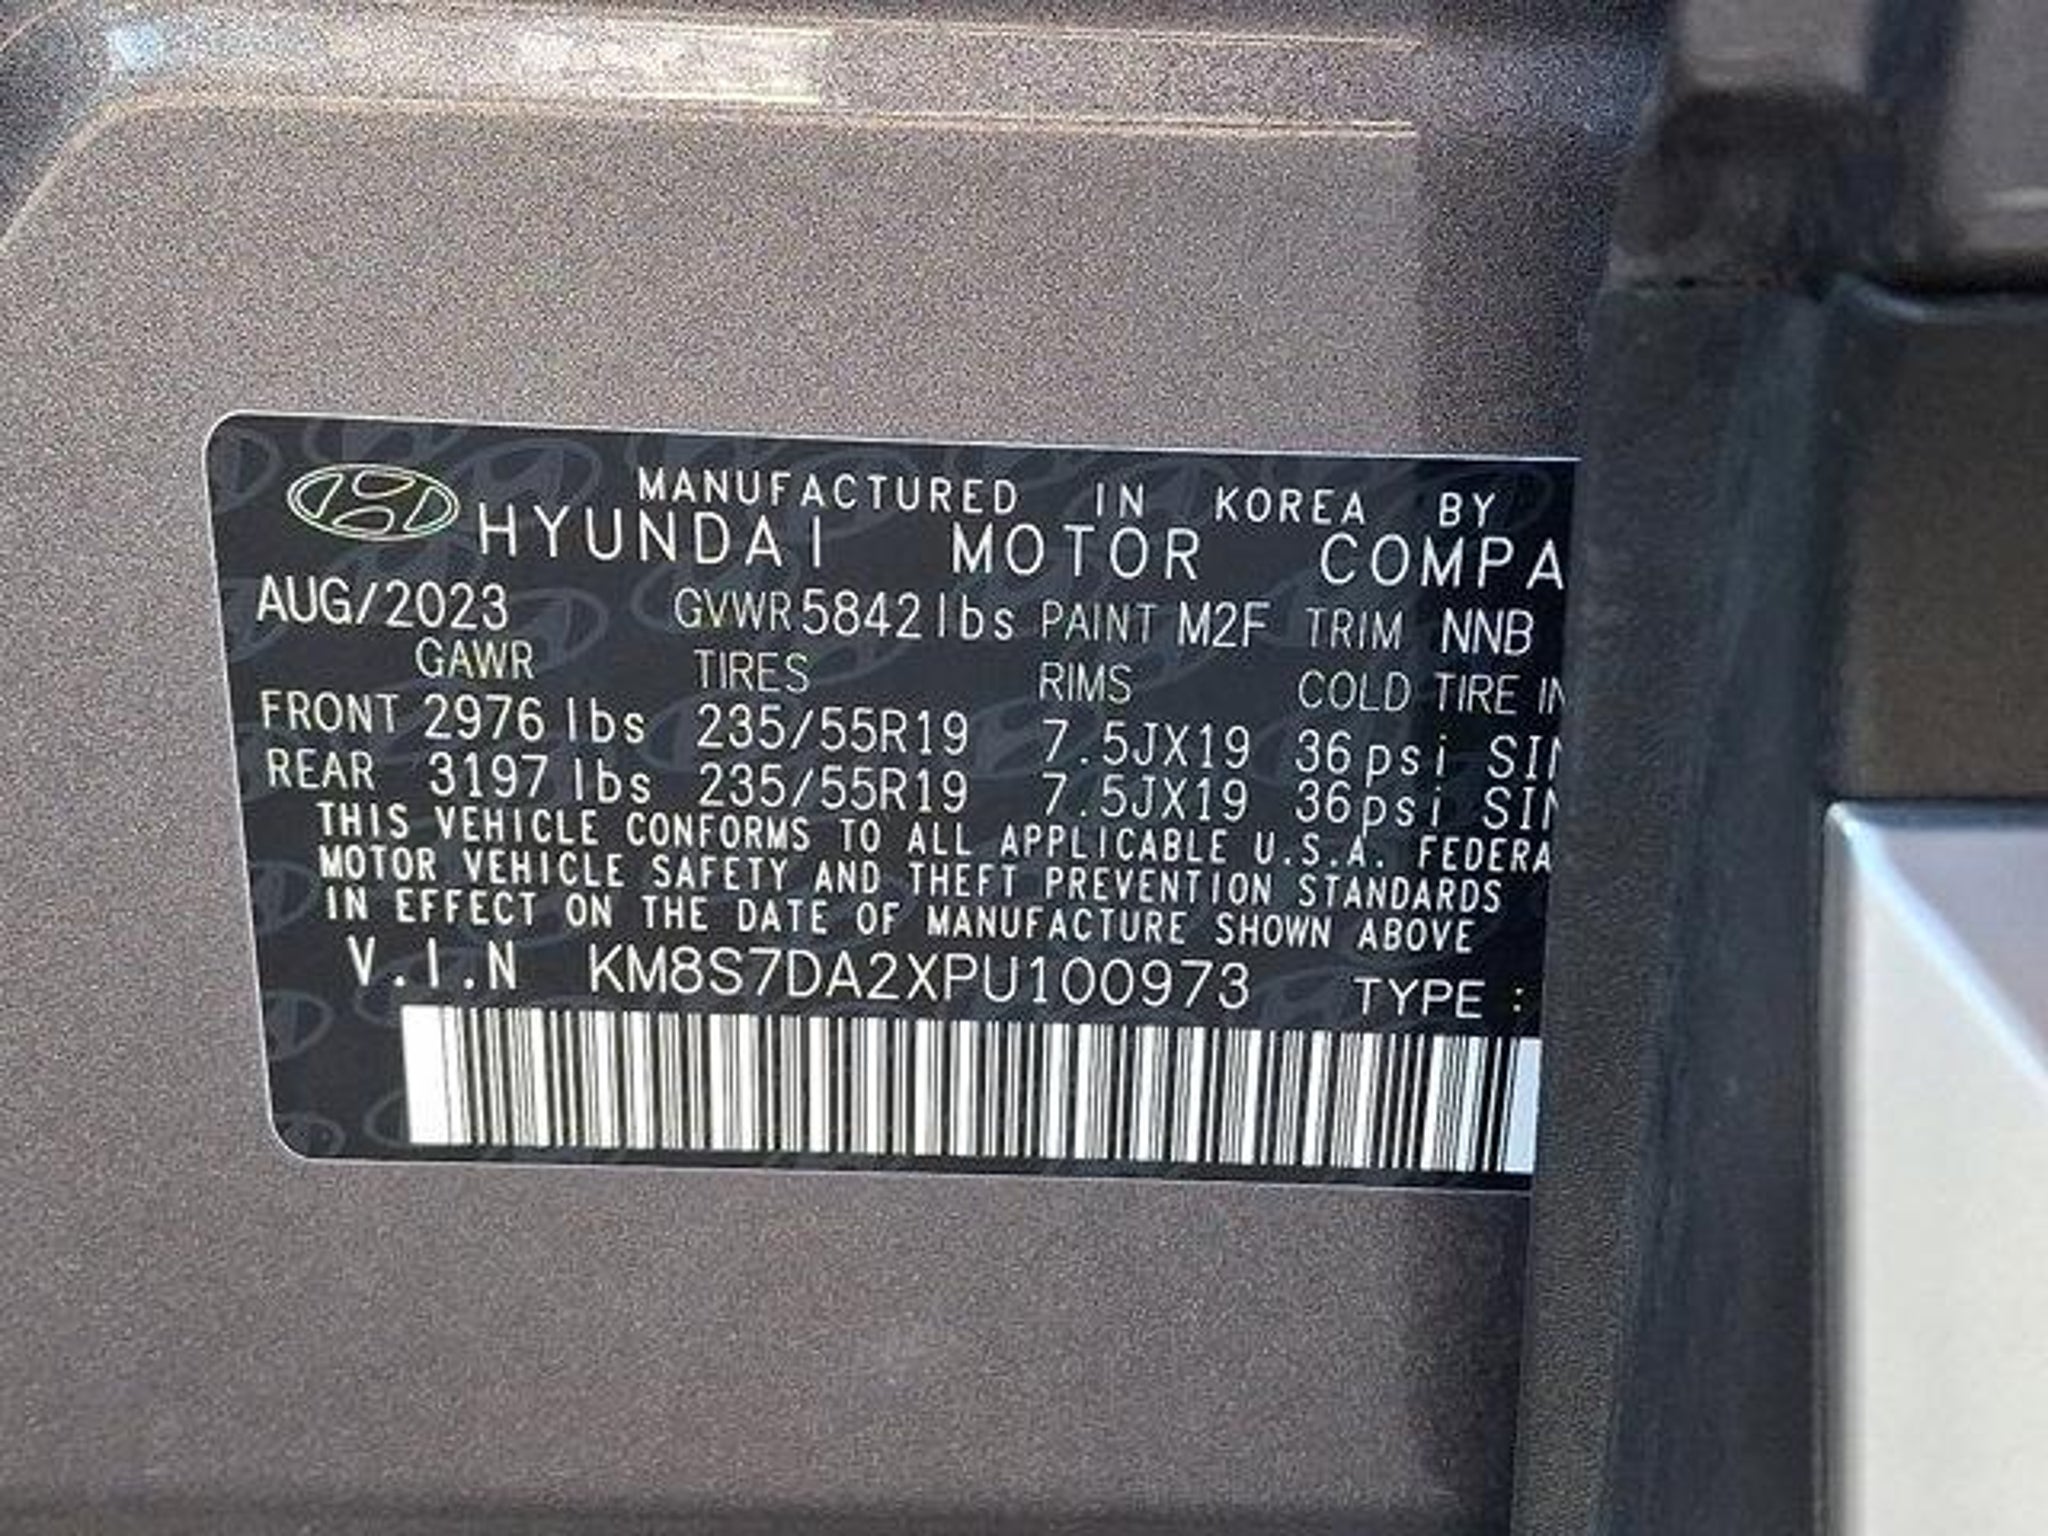 MANUFACTURED IN KOREA BY
HYUNDAI MOTOR COMPA
AUG/2023 GVWR 5842 lbs PAINT M2F TRIM NNB
GAWR TIRES RIMS COLD TIRE IN
FRONT 2976 lbs 235/55R19 7.5JX19 36psi SIN
REAR 3197 lbs 235/55R19 7.5JX19 36psi SIN
THIS VEHICLE CONFORMS TO ALL APPLICABLE U.S.A. FEDERA
MOTOR VEHICLE SAFETY AND THEFT PREVENTION STANDARDS
IN EFFECT ON THE DATE OF MANUFACTURE SHOWN ABOVE
V.I.N KM8S7DA2XPU100973 TYPE :